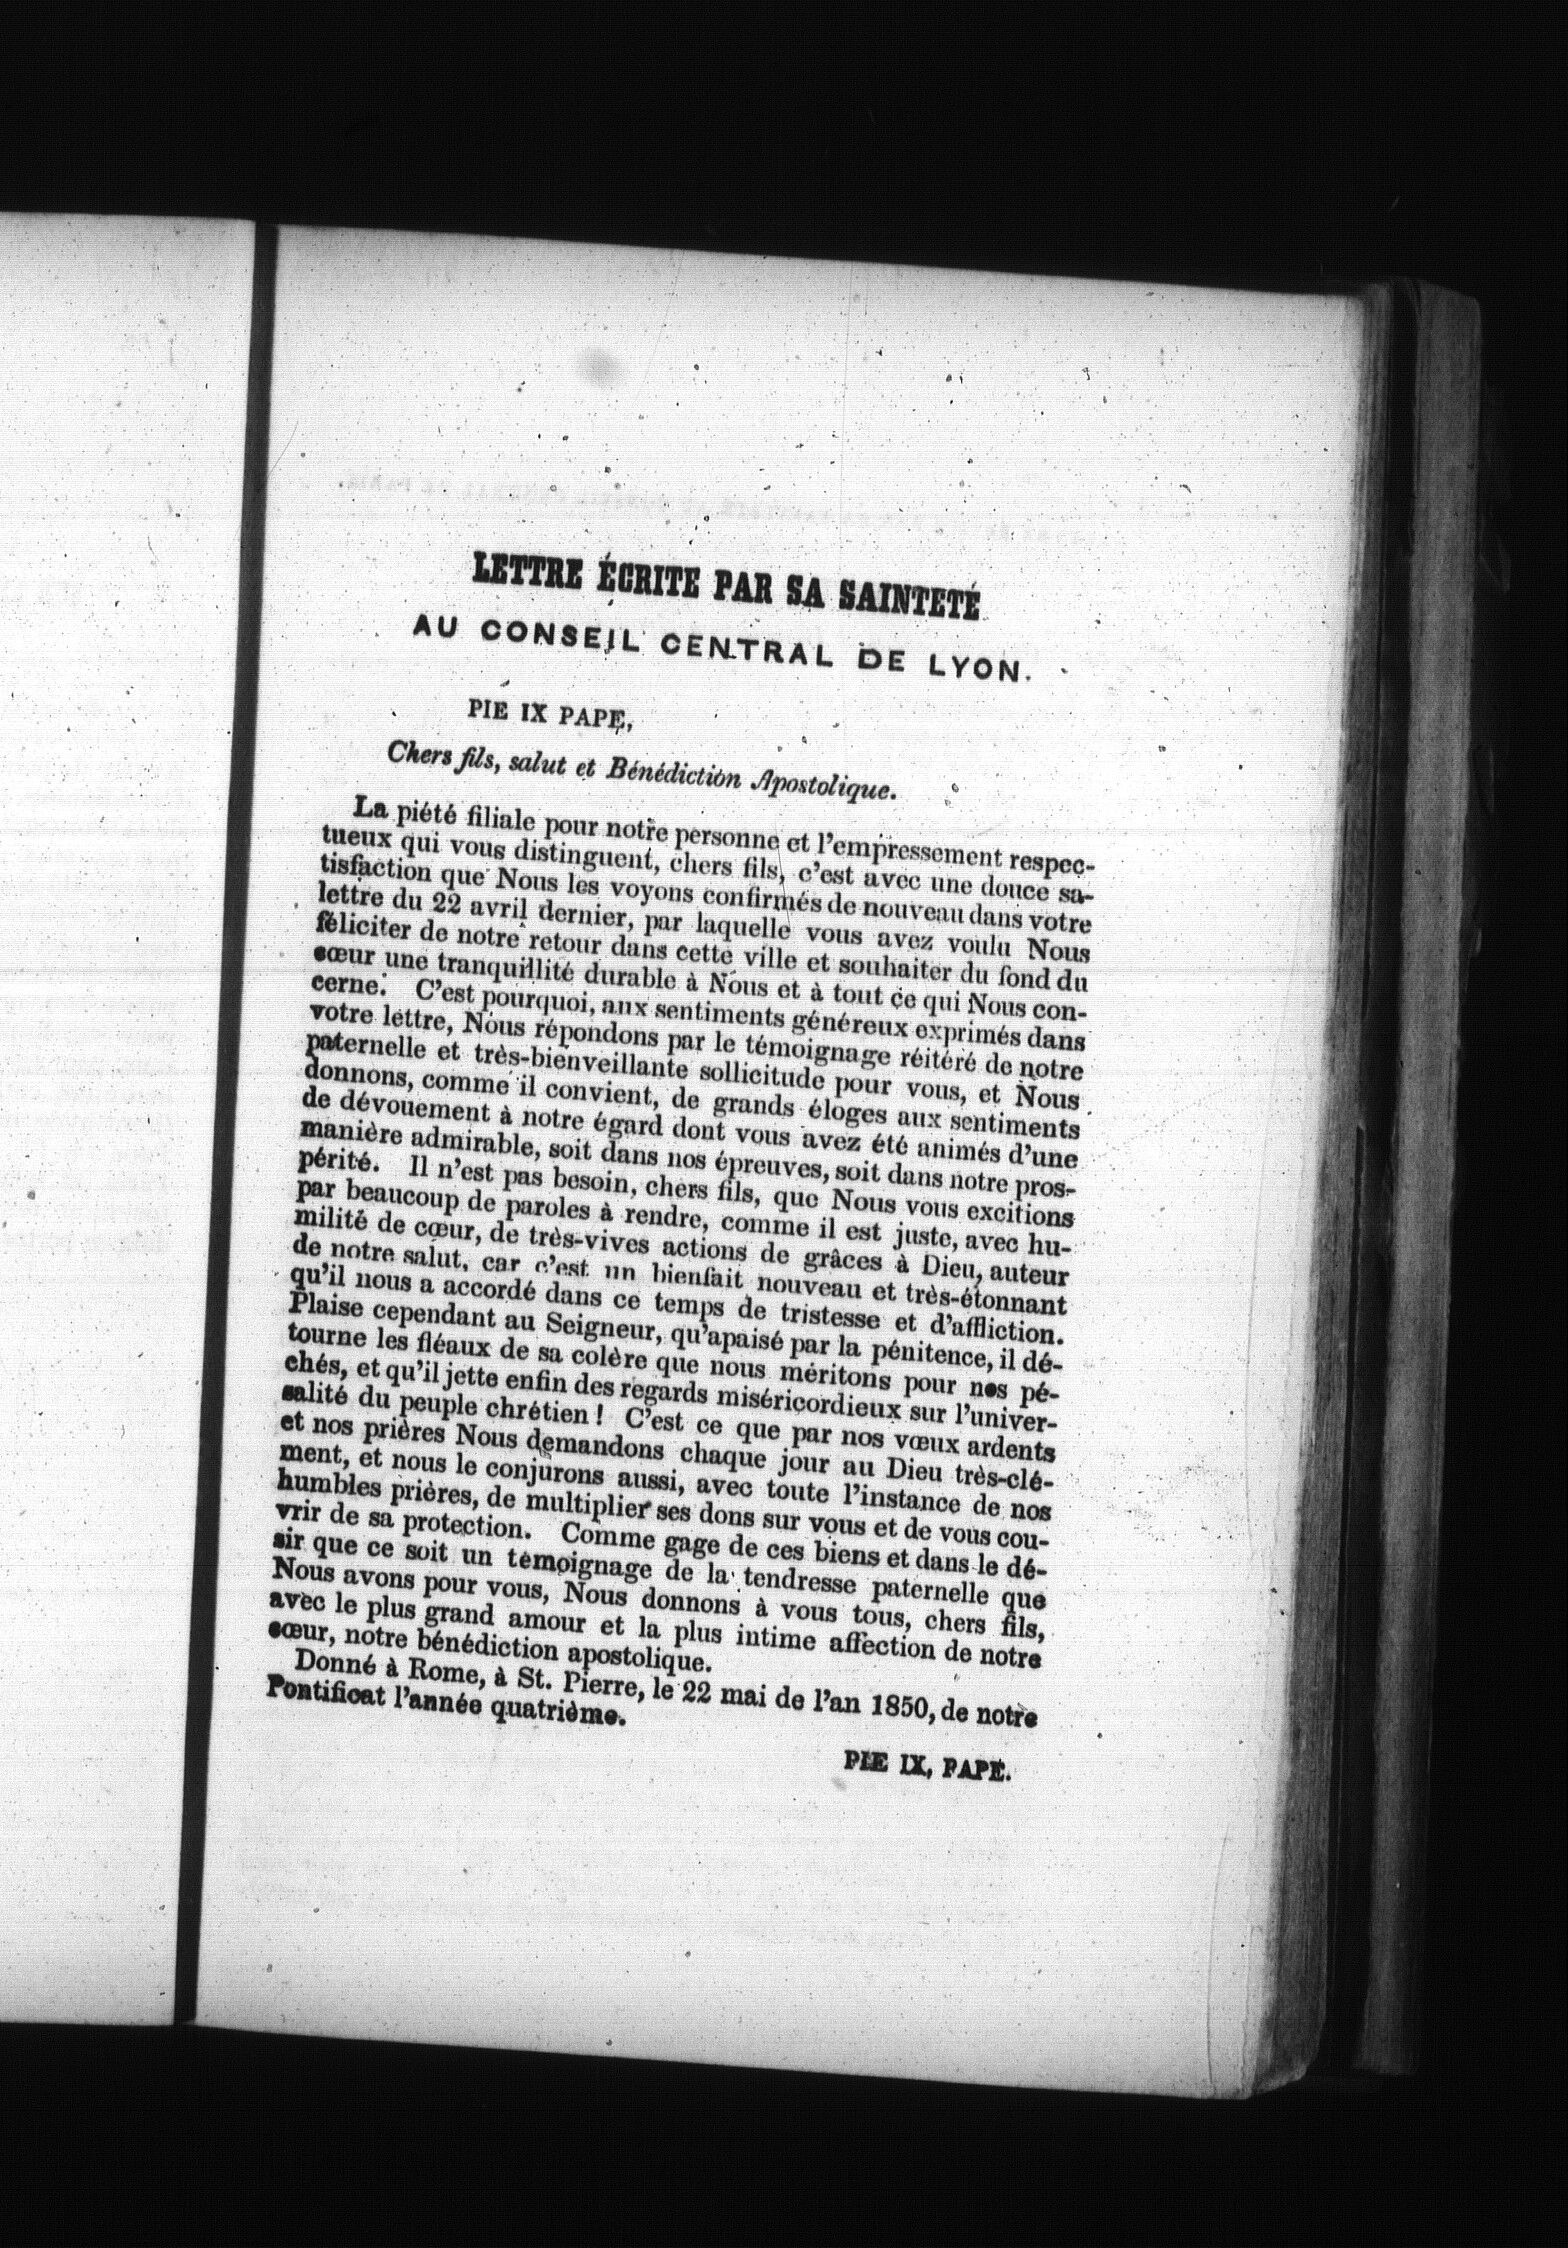 LETTRE ÉCRITE PAR SA SAINTETÉ
AU CONSEIL CENTRAL DE LYON.
PIE IX PAPE,
Chers fils, salut et Bénédiction Apostolique.
La piété filiale pour notre personne et l'empressement respec-
tueux qui vous distinguent, chers fils, c'est avec une douce sa-
tisfaction que Nous les voyons confirmés de nouveau dans votre
lettre du 22 avril dernier, par laquelle vous avez voulu Nous
féliciter de notre retour dans cette ville et souhaiter du fond du
cœur une tranquillité durable à Nous et à tout ce qui Nous con-
cerne. C'est pourquoi, aux sentiments généreux exprimés dans
votre lettre, Nous répondons par le témoignage réitéré de notre
paternelle et très-bienveillante sollicitude pour vous, et Nous
donnons, comme il convient, de grands éloges aux sentiments
de dévouement à notre égard dont vous avez été animés d'une
manière admirable, soit dans nos épreuves, soit dans notre pros-
périté. Il n'est pas besoin, chers fils, que Nous vous excitions
par beaucoup de paroles à rendre, comme il est juste, avec hu-
milité de cœur, de très-vives actions de grâces à Dieu, auteur
de notre salut, car c'est un bienfait nouveau et très-étonnant
qu'il nous a accordé dans ce temps de tristesse et d'affliction.
Plaise cependant au Seigneur, qu'apaisé par la pénitence, il dé-
tourne les fléaux de sa colère que nous méritons pour nos pé-
chés, et qu'il jette enfin des regards miséricordieux sur l'univer-
salité du peuple chrétien ! C'est ce que par nos vœux ardents
et nos prières Nous demandons chaque jour au Dieu très-clé-
ment, et nous le conjurons aussi, avec toute l'instance de nos
humbles prières, de multiplier ses dons sur vous et de vous cou-
vrir de sa protection. Comme gage de ces biens et dans le dé-
sir que ce soit un témoignage de la tendresse paternelle que
Nous avons pour vous, Nous donnons à vous tous, chers fils,
avec le plus grand amour et la plus intime affection de notre
cœur, notre bénédiction apostolique.
Donné à Rome, à St. Pierre, le 22 mai de l'an 1850, de notre
Pontificat l'année quatrième.
PIE IX, PAPE.